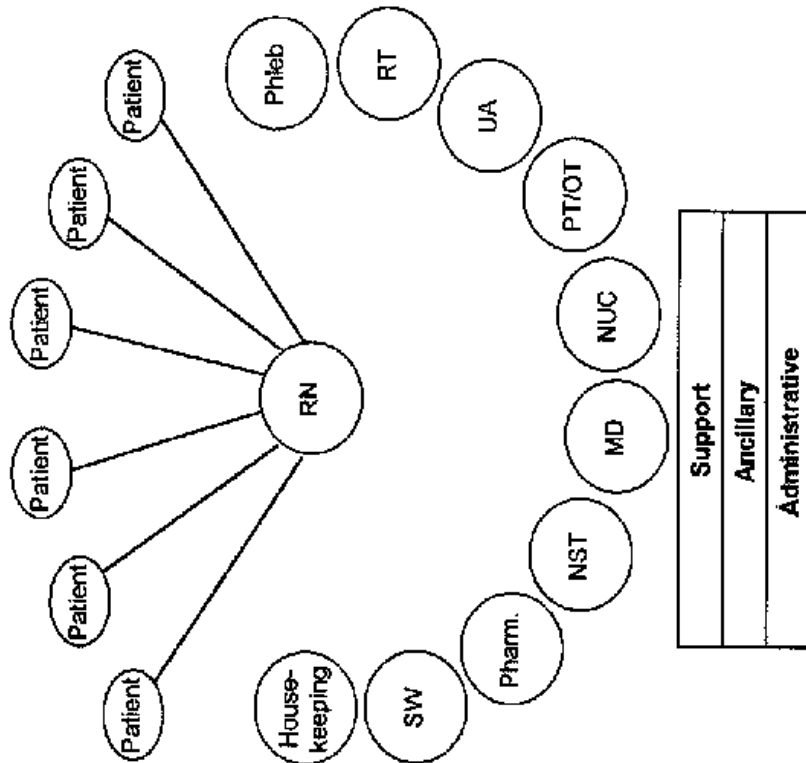 Patient
Patient
Patient
Patient
Patient
Patient
RN
House-
keeping
SW
Pharm.
NST
MD
NUC
PT/OT
UA
RT
Phleb
Support
Ancillary
Administrative